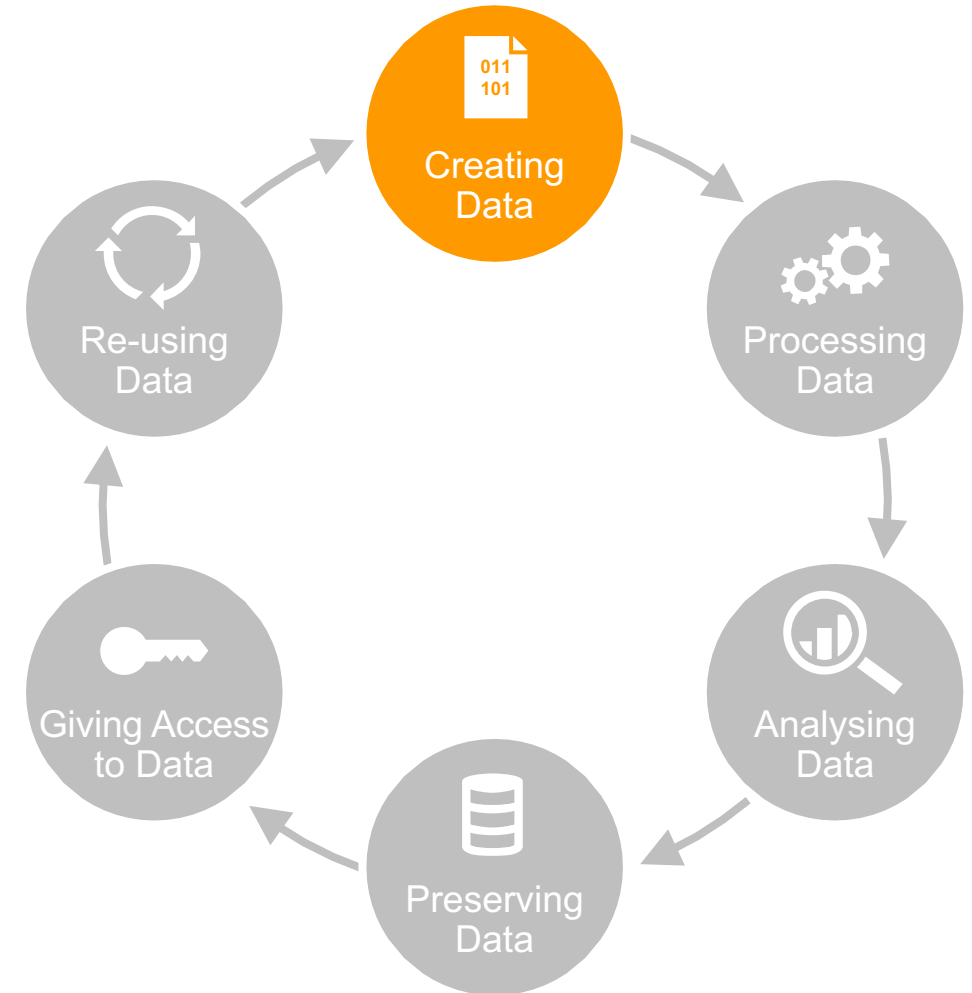 011
101
Creating
Data
Processing
Data
Analysing
Data
Preserving
Data
Giving Access
to Data
Re-using
Data